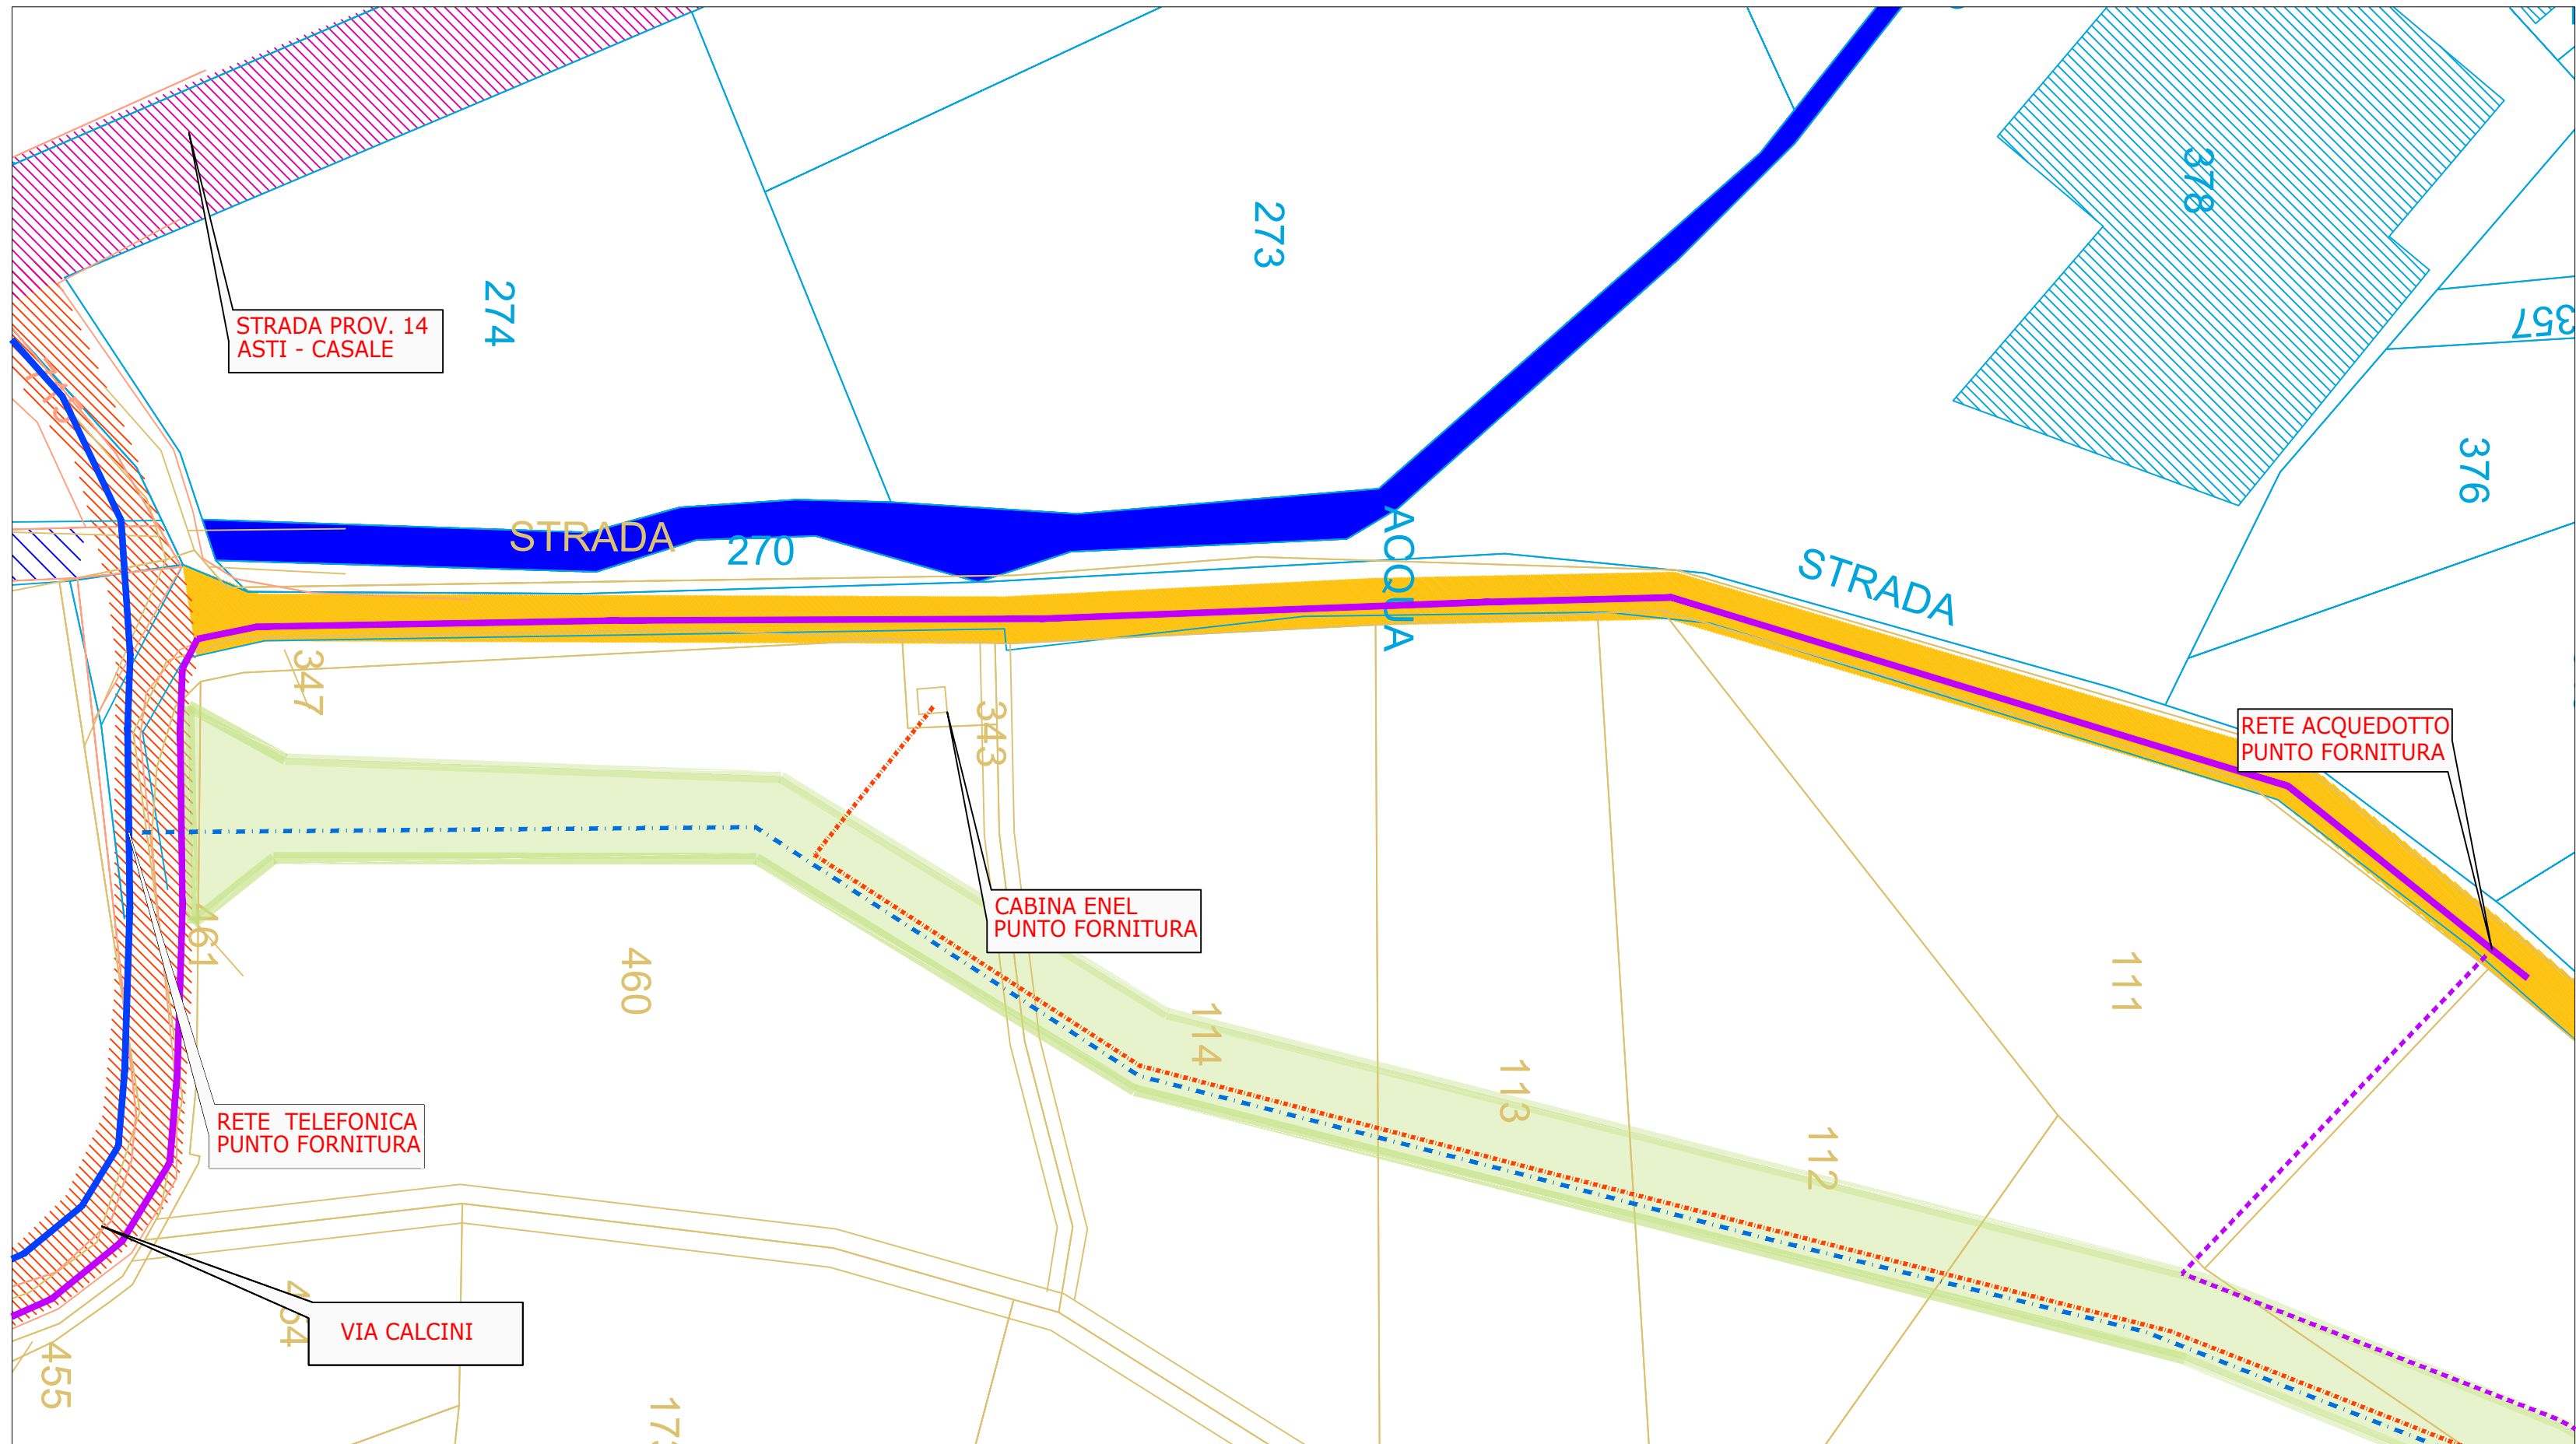 378
273
274
357
STRADA PROV. 14
ASTI - CASALE
376
STRADA
270
ACQUA
STRADA
347
343
RETE ACQUEDOTTO
PUNTO FORNITURA
CABINA ENEL
PUNTO FORNITURA
461
460
111
114
113
RETE  TELEFONICA
PUNTO FORNITURA
112
VIA CALCINI
455